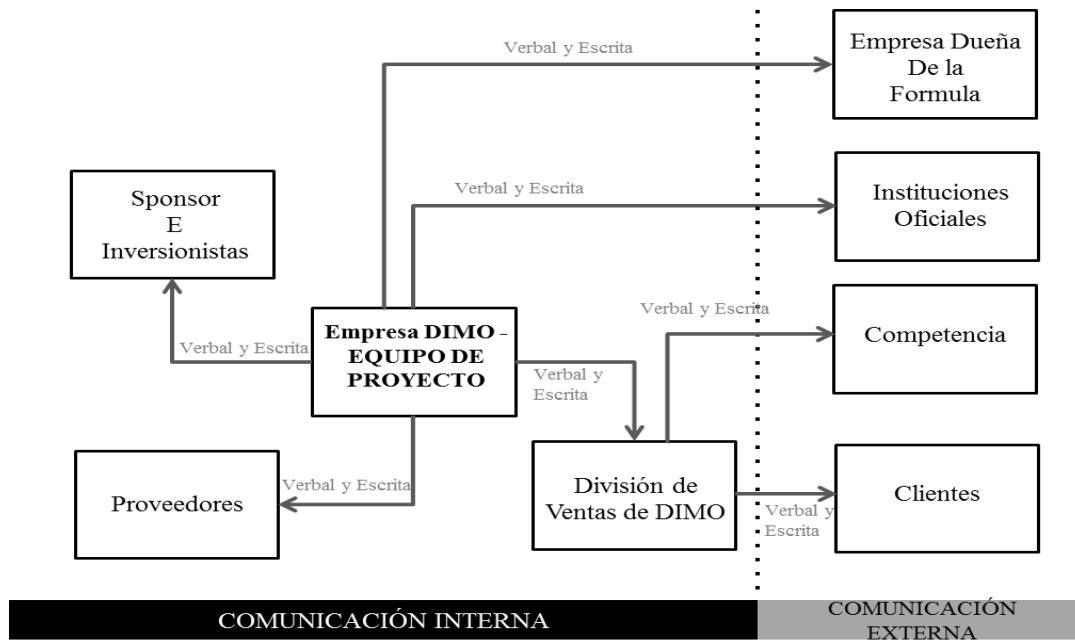 Verbal y Escrita
Empresa Dueña
De la
Formula
Verbal y Escrita
Instituciones
Oficiales
Sponsor
E
Inversionistas
Verbal y Escrita
Competencia
Empresa DIMO -
EQUIPO DE
PROYECTO
Verbal y Escrita
Verbal y
Escrita
Proveedores
Verbal y Escrita
División de
Ventas de DIMO
Verbal y
Escrita
Clientes
COMUNICACIÓN INTERNA
COMUNICACIÓN
EXTERNA